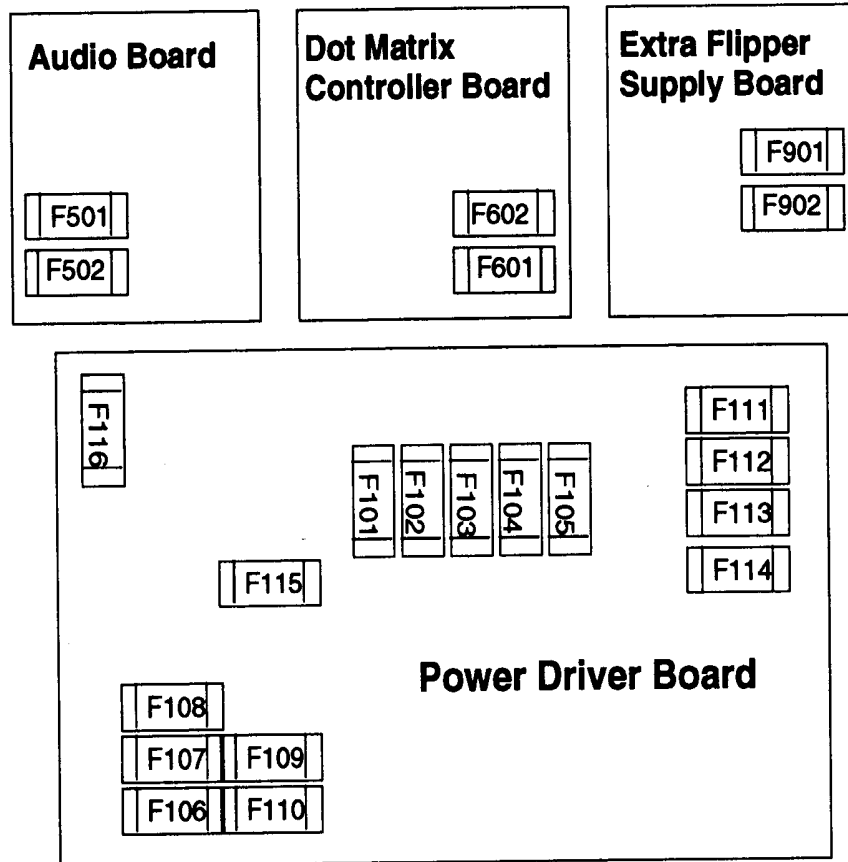 Audio Board
F501
F502
Dot Matrix
Controller Board
F602
F601
Extra Flipper
Supply Board
F901
F902
F116
F101
F102
F103
F104
F105
F111
F112
F113
F114
F115
Power Driver Board
F108
F107
F109
F106
F110